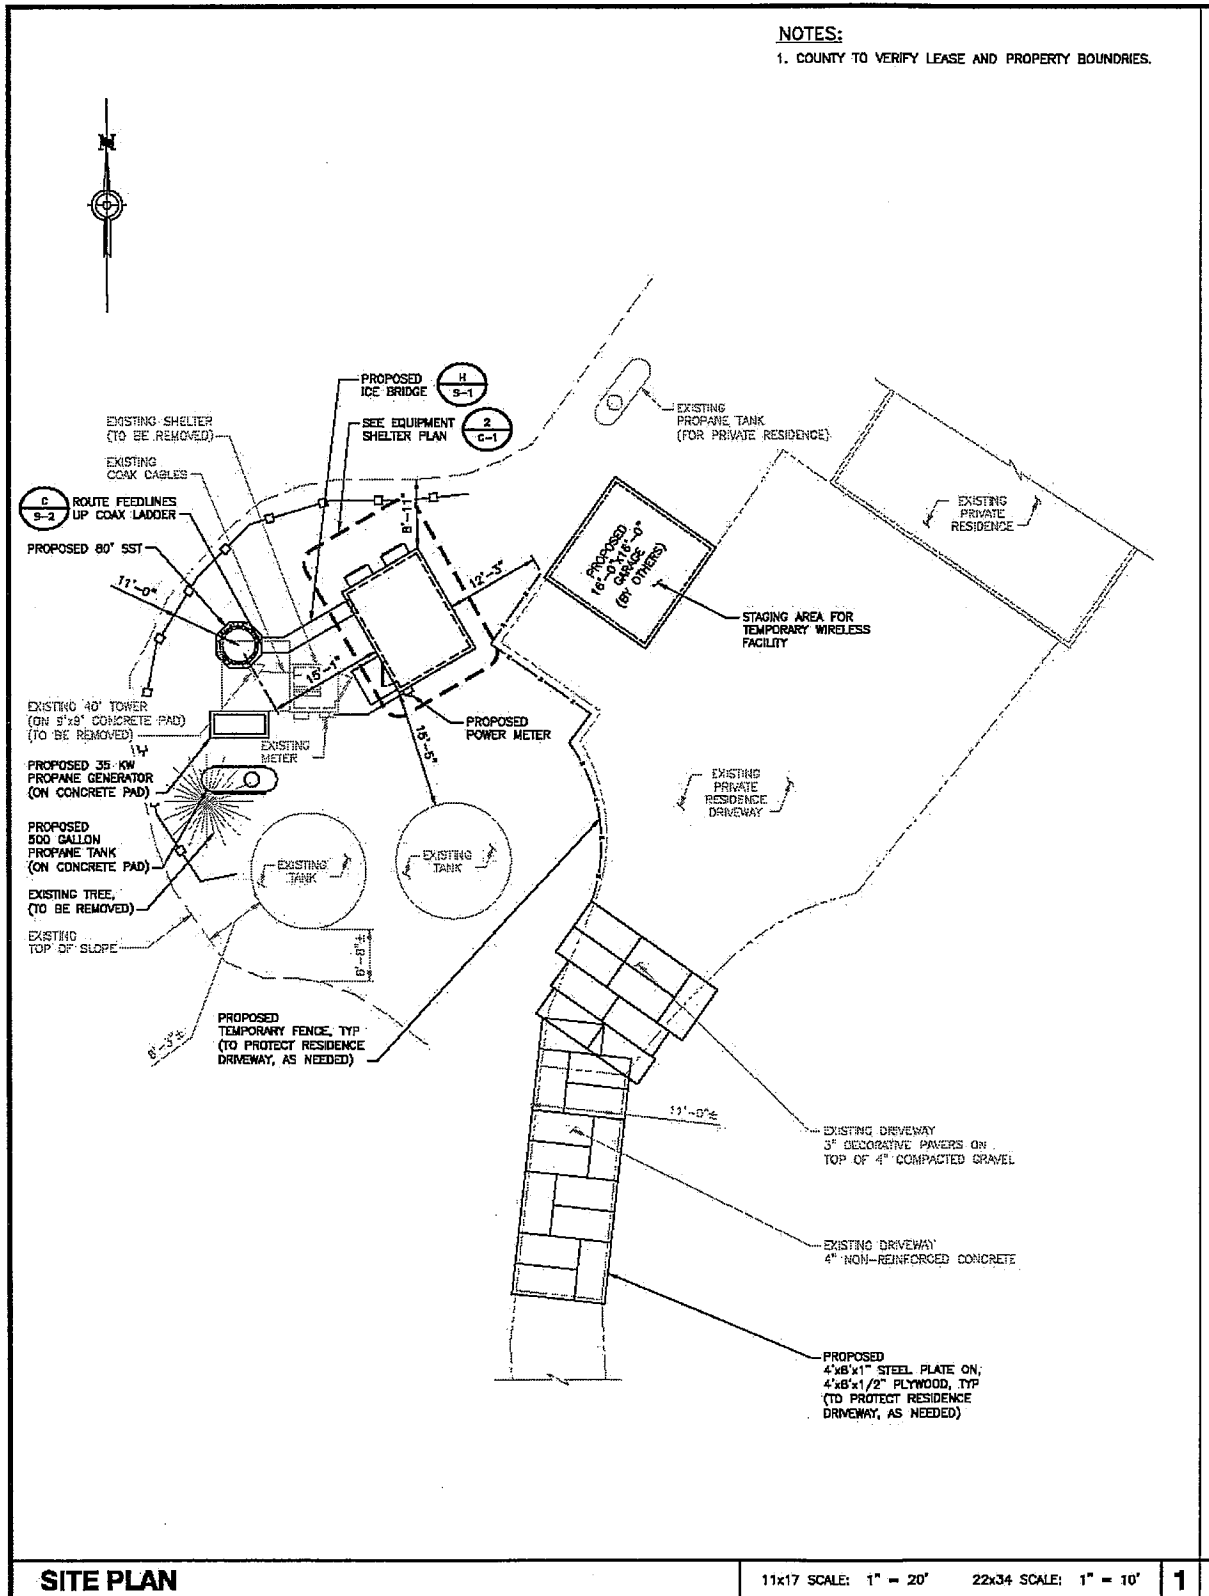 NOTES:
1. COUNTY TO VERIFY LEASE AND PROPERTY BOUNDRIES.
N
PROPOSED
ICE BRIDGE
H
S-1
SEE EQUIPMENT
SHELTER PLAN
2
C-1
EXISTING SHELTER
(TO BE REMOVED)
EXISTING
COAX CABLES
C
S-2
ROUTE FEEDLINES
UP COAX LADDER
PROPOSED 80' SST
11'-0"
8'-11"
12'-3"
15'-1"
15'-5"
EXISTING
PROPANE TANK
(FOR PRIVATE RESIDENCE)
EXISTING
PRIVATE
RESIDENCE
PROPOSED
16'-0"x16'-0"
GARAGE
(BY OTHERS)
STAGING AREA FOR
TEMPORARY WIRELESS
FACILITY
EXISTING 40' TOWER
(ON 9'x9' CONCRETE PAD)
(TO BE REMOVED)
EXISTING
METER
PROPOSED
POWER METER
PROPOSED 35 KW
PROPANE GENERATOR
(ON CONCRETE PAD)
EXISTING
PRIVATE
RESIDENCE
DRIVEWAY
PROPOSED
500 GALLON
PROPANE TANK
(ON CONCRETE PAD)
EXISTING
TANK
EXISTING
TANK
EXISTING TREE,
(TO BE REMOVED)
EXISTING
TOP OF SLOPE
6'-8"±
8'-3"±
PROPOSED
TEMPORARY FENCE, TYP
(TO PROTECT RESIDENCE
DRIVEWAY, AS NEEDED)
11'-0"±
EXISTING DRIVEWAY
3" DECORATIVE PAVERS ON
TOP OF 4" COMPACTED GRAVEL
EXISTING DRIVEWAY
4" NON-REINFORCED CONCRETE
PROPOSED
4'x8'x1" STEEL PLATE ON,
4'x8'x1/2" PLYWOOD, TYP
(TO PROTECT RESIDENCE
DRIVEWAY, AS NEEDED)
SITE PLAN
11x17 SCALE: 1" = 20'
22x34 SCALE: 1" = 10'
1